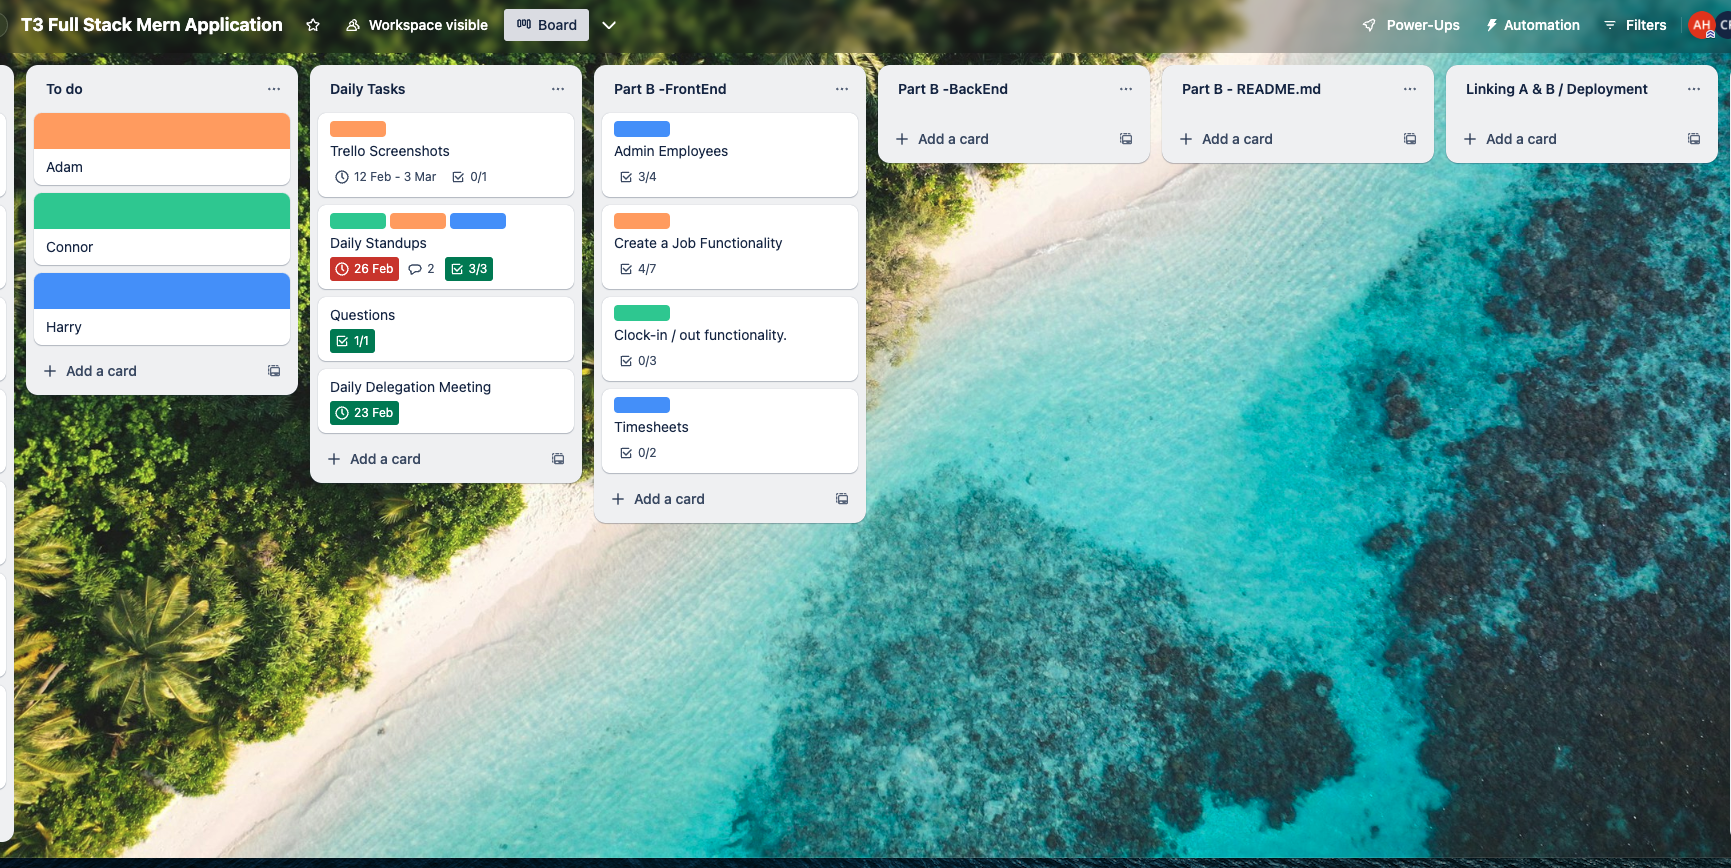 T3 Full Stack Mern Application
Workspace visible
Board
Power-Ups
Automation
Filters
AH
To do
Adam
Connor
Harry
Add a card
Daily Tasks
Trello Screenshots
12 Feb - 3 Mar 0/1
Daily Standups
26 Feb 2 3/3
Questions
1/1
Daily Delegation Meeting
23 Feb
Add a card
Part B -FrontEnd
Admin Employees
3/4
Create a Job Functionality
4/7
Clock-in / out functionality.
0/3
Timesheets
0/2
Add a card
Part B -BackEnd
Add a card
Part B - README.md
Add a card
Linking A & B / Deployment
Add a card